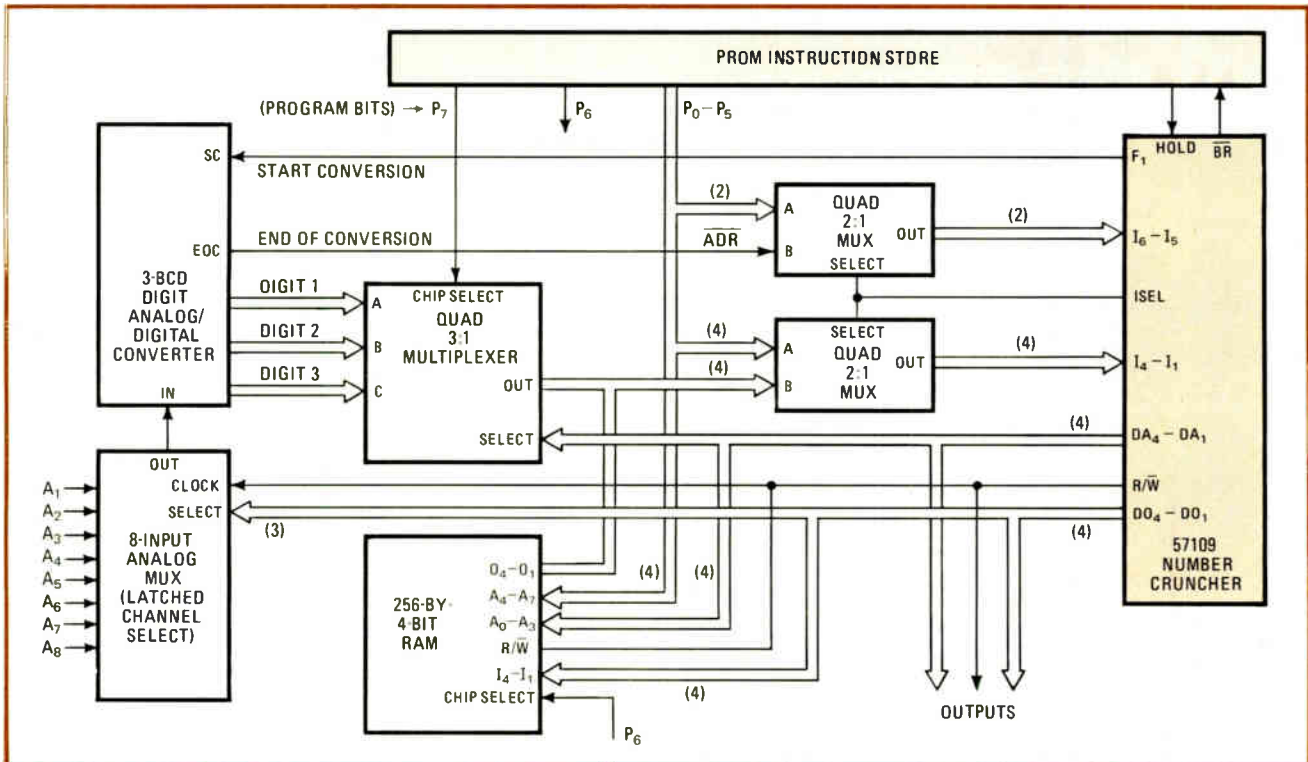 PROM INSTRUCTION STORE
(PROGRAM BITS) → P₇
P₆
P₀–P₅
SC
START CONVERSION
EOC
END OF CONVERSION
3-BCD
DIGIT
ANALOG/
DIGITAL
CONVERTER
IN
DIGIT 1
DIGIT 2
DIGIT 3
CHIP SELECT
A
QUAD
3:1
MULTIPLEXER
B
C
OUT
SELECT
(2)
A
QUAD
2:1
MUX
OUT
A̅D̅R̅
B
SELECT
(2)
SELECT
(4)
A
QUAD
2:1
MUX
OUT
(4)
B
(4)
F₁
HOLD
B̅R̅
I₆–I₅
ISEL
I₄–I₁
(4)
DA₄–DA₁
R/W̅
DO₄–DO₁
(4)
57109
NUMBER
CRUNCHER
OUT
CLOCK
SELECT
(3)
8-INPUT
ANALOG
MUX
(LATCHED
CHANNEL
SELECT)
A₁
A₂
A₃
A₄
A₅
A₆
A₇
A₈
256-BY-
4-BIT
RAM
O₄–O₁
A₄–A₇
A₀–A₃
R/W̅
I₄–I₁
CHIP SELECT
(4)
(4)
(4)
P₆
OUTPUTS